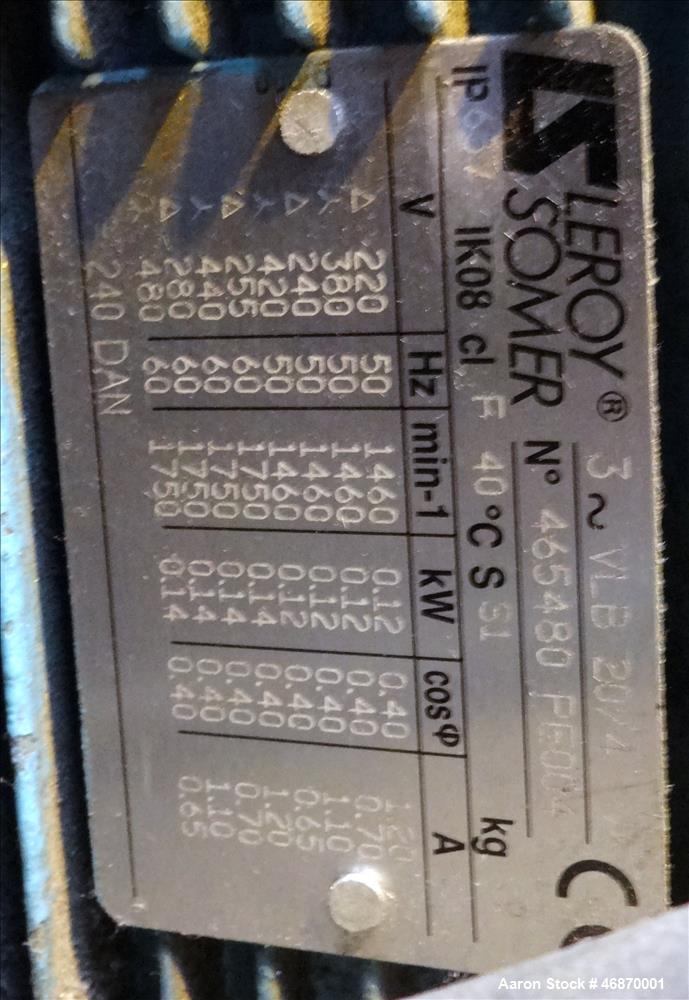 LEROY® 3 ~ VLB
SOMER N° 465480 PE004
IP IK08 cl F 40 °C S S1 kg
V Hz min-1 kW cosφ A
Δ 220 50 1460 0.12 0.40 1.20
Y 380 50 1460 0.12 0.40 0.70
Δ 240 50 1460 0.12 0.40 1.10
Y 420 50 1460 0.12 0.40 0.65
Δ 255 60 1750 0.14 0.40 1.20
Y 440 60 1750 0.14 0.40 0.70
Δ 280 60 1750 0.14 0.40 1.10
Y 480 60 1750 0.14 0.40 0.65
240 DAN
Aaron Stock # 46870001